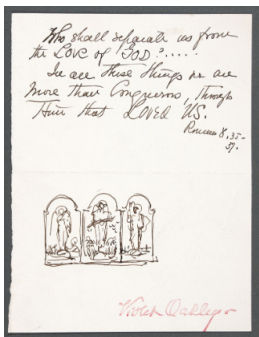 Who shall separate us from
the LOVE of GOD?.....
In all these things we are
more than Conquerors, through
Him that LOVED US.
Romans 8, 35-
37.
Violet Oakley